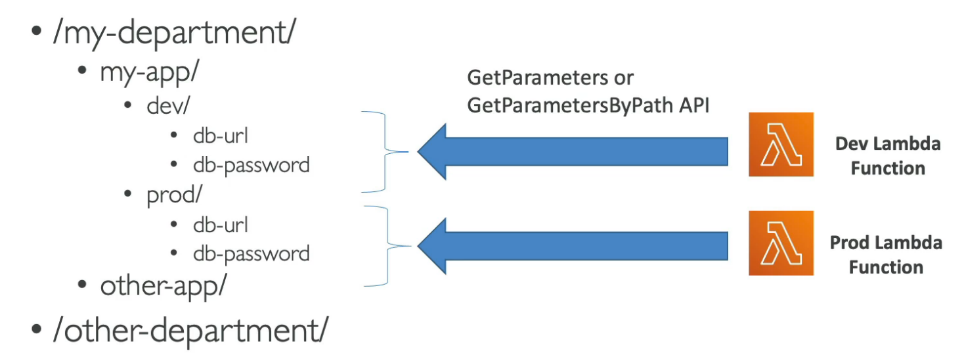 • /my-department/
• my-app/
• dev/
• db-url
• db-password
• prod/
• db-url
• db-password
• other-app/
• /other-department/
GetParameters or
GetParametersByPath API
Dev Lambda
Function
Prod Lambda
Function